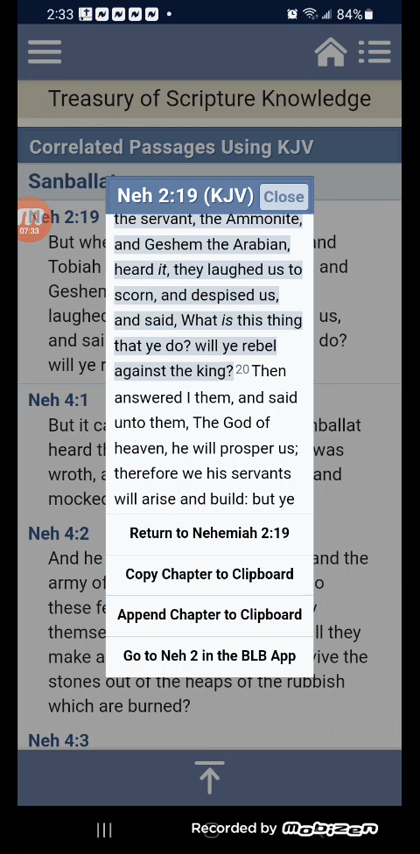 2:33 84%
Treasury of Scripture Knowledge
Correlated Passages Using KJV
Sanballa
Neh 2:19 (KJV) Close
Neh 2:19
07:33
But whe
and
Tobiah
and
Geshem
laughed
us,
and sai
do?
will ye r
the servant, the Ammonite,
and Geshem the Arabian,
heard it, they laughed us to
scorn, and despised us,
and said, What is this thing
that ye do? will ye rebel
against the king? 20 Then
answered I them, and said
unto them, The God of
heaven, he will prosper us;
therefore we his servants
will arise and build: but ye
Return to Nehemiah 2:19
Copy Chapter to Clipboard
Append Chapter to Clipboard
Go to Neh 2 in the BLB App
Neh 4:1
But it ca
nballat
heard th
was
wroth, a
and
mocked
Neh 4:2
And he
and the
army of
o
these fe
themse
ll they
make a
vive the
stones out of the heaps of the rubbish
which are burned?
Neh 4:3
Recorded by Mobizen